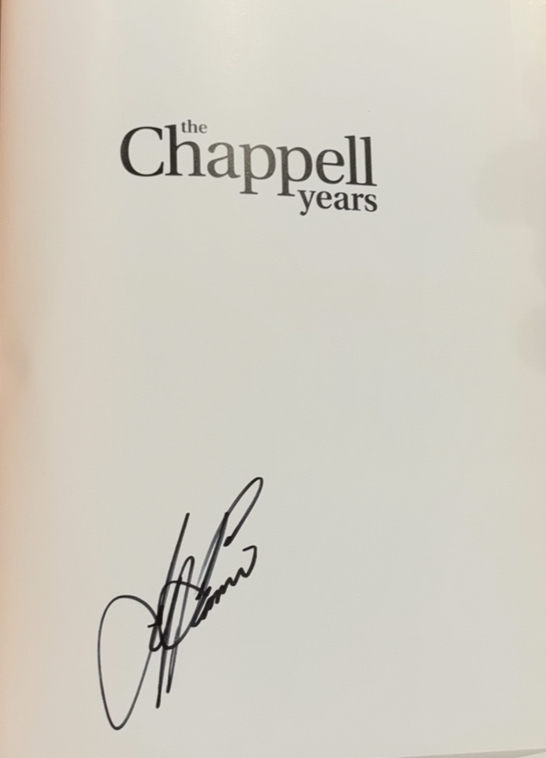 the
Chappell
years